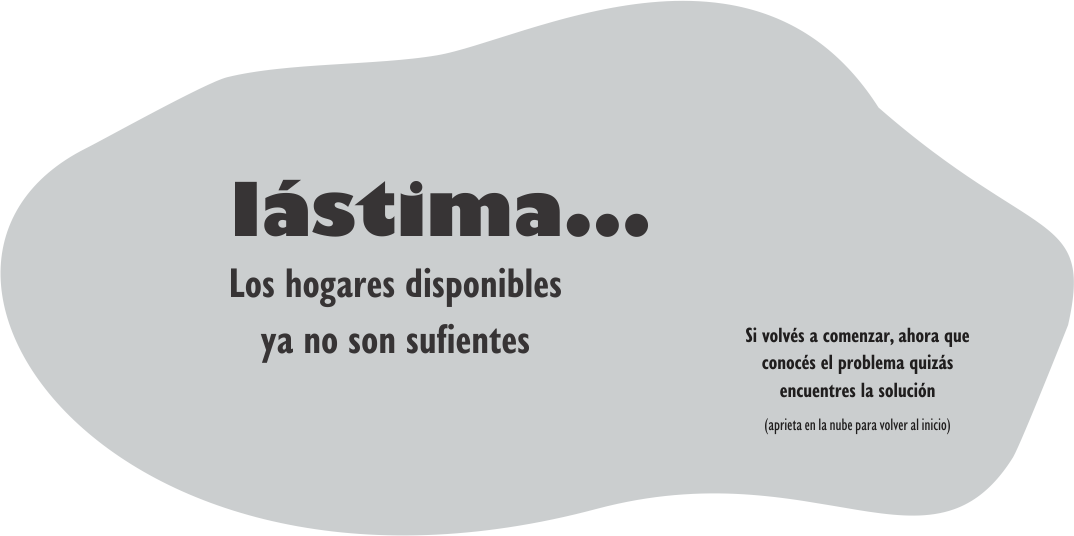 lástima...
Los hogares disponibles
ya no son sufientes
Si volvés a comenzar, ahora que
conocés el problema quizás
encuentres la solución
(aprieta en la nube para volver al inicio)